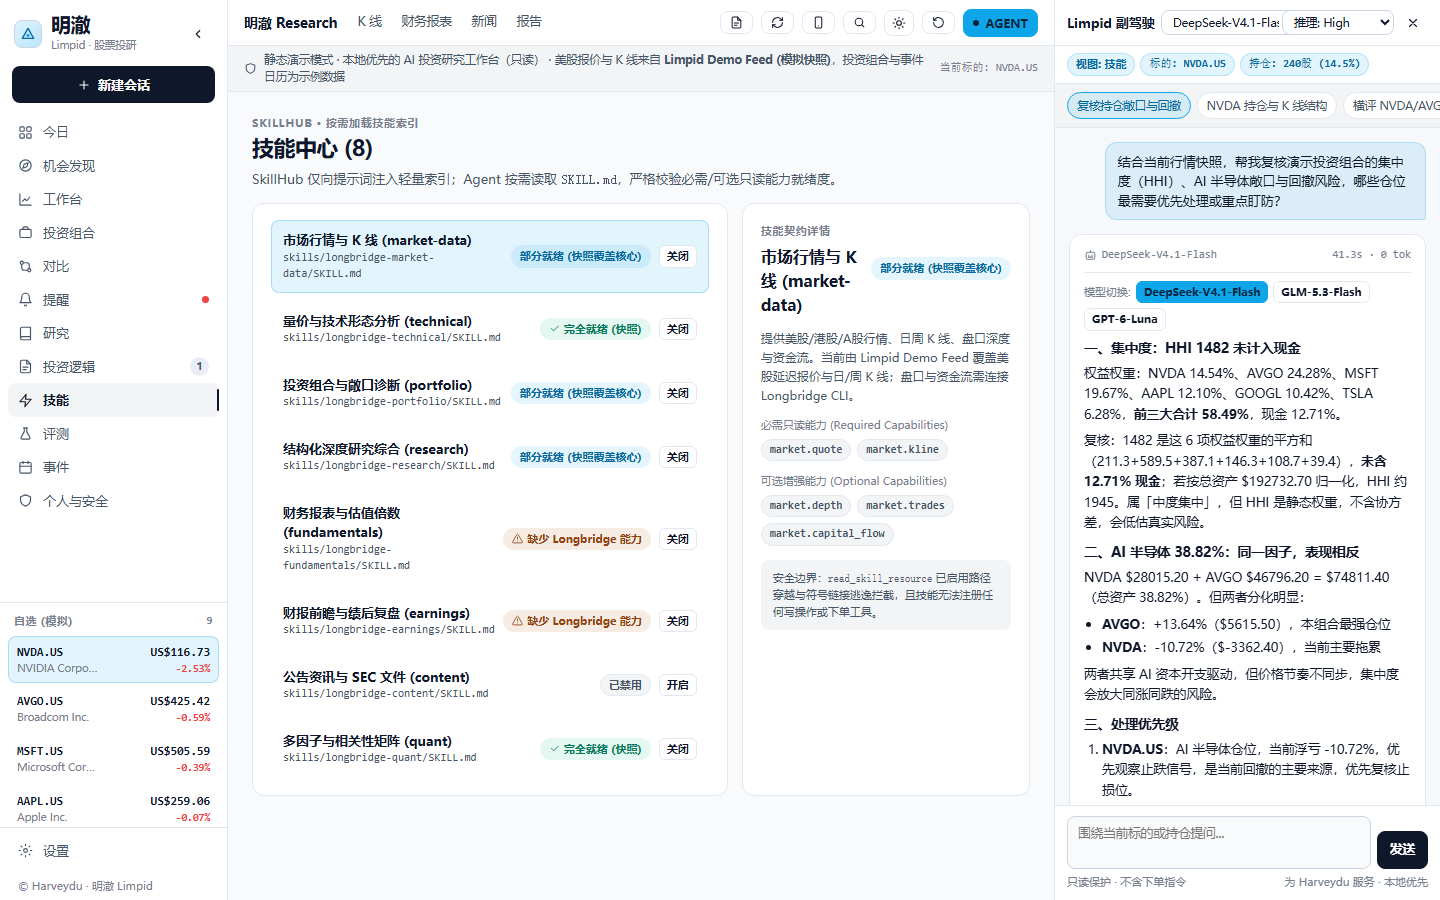 明澈
Limpid · 股票投研
新建会话
今日
机会发现
工作台
投资组合
对比
提醒
研究
投资逻辑
1
技能
评测
事件
个人与安全
自选 (模拟)
9
NVDA.US
US$116.73
NVIDIA Corpo...
-2.53%
AVGO.US
US$425.42
Broadcom Inc.
-0.59%
MSFT.US
US$505.59
Microsoft Cor...
-0.39%
AAPL.US
US$259.06
Apple Inc.
-0.07%
设置
© Harveydu · 明澈 Limpid
明澈 Research
K 线
财务报表
新闻
报告
AGENT
静态演示模式 · 本地优先的 AI 投资研究工作台（只读） · 美股报价与 K 线来自 Limpid Demo Feed (模拟快照)，投资组合与事件
日历为示例数据
当前标的: NVDA.US
SKILLHUB • 按需加载技能索引
技能中心 (8)
SkillHub 仅向提示词注入轻量索引；Agent 按需读取 SKILL.md，严格校验必需/可选只读能力就绪度。
市场行情与 K 线 (market-data)
skills/longbridge-market-
data/SKILL.md
部分就绪 (快照覆盖核心)
关闭
量价与技术形态分析 (technical)
skills/longbridge-technical/SKILL.md
完全就绪 (快照)
关闭
投资组合与敞口诊断 (portfolio)
skills/longbridge-portfolio/SKILL.md
部分就绪 (快照覆盖核心)
关闭
结构化深度研究综合 (research)
skills/longbridge-research/SKILL.md
部分就绪 (快照覆盖核心)
关闭
财务报表与估值倍数
(fundamentals)
skills/longbridge-
fundamentals/SKILL.md
缺少 Longbridge 能力
关闭
财报前瞻与绩后复盘 (earnings)
skills/longbridge-earnings/SKILL.md
缺少 Longbridge 能力
关闭
公告资讯与 SEC 文件 (content)
skills/longbridge-content/SKILL.md
已禁用
开启
多因子与相关性矩阵 (quant)
skills/longbridge-quant/SKILL.md
完全就绪 (快照)
关闭
技能契约详情
市场行情与 K
线 (market-
data)
部分就绪 (快照覆盖核心)
提供美股/港股/A股行情、日周 K 线、盘口深度
与资金流。当前由 Limpid Demo Feed 覆盖美
股延迟报价与日/周 K 线；盘口与资金流需连接
Longbridge CLI。
必需只读能力 (Required Capabilities)
market.quote
market.kline
可选增强能力 (Optional Capabilities)
market.depth
market.trades
market.capital_flow
安全边界：read_skill_resource 已启用路径
穿越与符号链接逃逸拦截，且技能无法注册任
何写操作或下单工具。
Limpid 副驾驶
DeepSeek-V4.1-Flas
推理: High
视图: 技能
标的: NVDA.US
持仓: 240股 (14.5%)
复核持仓敞口与回撤
NVDA 持仓与 K 线结构
横评 NVDA/AVG
结合当前行情快照，帮我复核演示投资组合的集中
度（HHI）、AI 半导体敞口与回撤风险，哪些仓位
最需要优先处理或重点盯防？
DeepSeek-V4.1-Flash
41.3s · 0 tok
模型切换:
DeepSeek-V4.1-Flash
GLM-5.3-Flash
GPT-6-Luna
一、集中度：HHI 1482 未计入现金
权益权重：NVDA 14.54%、AVGO 24.28%、MSFT
19.67%、AAPL 12.10%、GOOGL 10.42%、TSLA
6.28%，前三大合计 58.49%，现金 12.71%。
复核：1482 是这 6 项权益权重的平方和
（211.3+589.5+387.1+146.3+108.7+39.4），未含
12.71% 现金；若按总资产 $192732.70 归一化，HHI 约
1945。属「中度集中」，但 HHI 是静态权重，不含协方
差，会低估真实风险。
二、AI 半导体 38.82%：同一因子，表现相反
NVDA $28015.20 + AVGO $46796.20 = $74811.40
（总资产 38.82%）。但两者分化明显：
• AVGO：+13.64%（$5615.50），本组合最强仓位
• NVDA：-10.72%（$-3362.40），当前主要拖累
两者共享 AI 资本开支驱动，但价格节奏不同步，集中度
会放大同涨同跌的风险。
三、处理优先级
1. NVDA.US：AI 半导体仓位，当前浮亏 -10.72%，优
先观察止跌信号，是当前回撤的主要来源，优先复核止
损位。
围绕当前标的或持仓提问...
发送
只读保护 · 不含下单指令
为 Harveydu 服务 · 本地优先